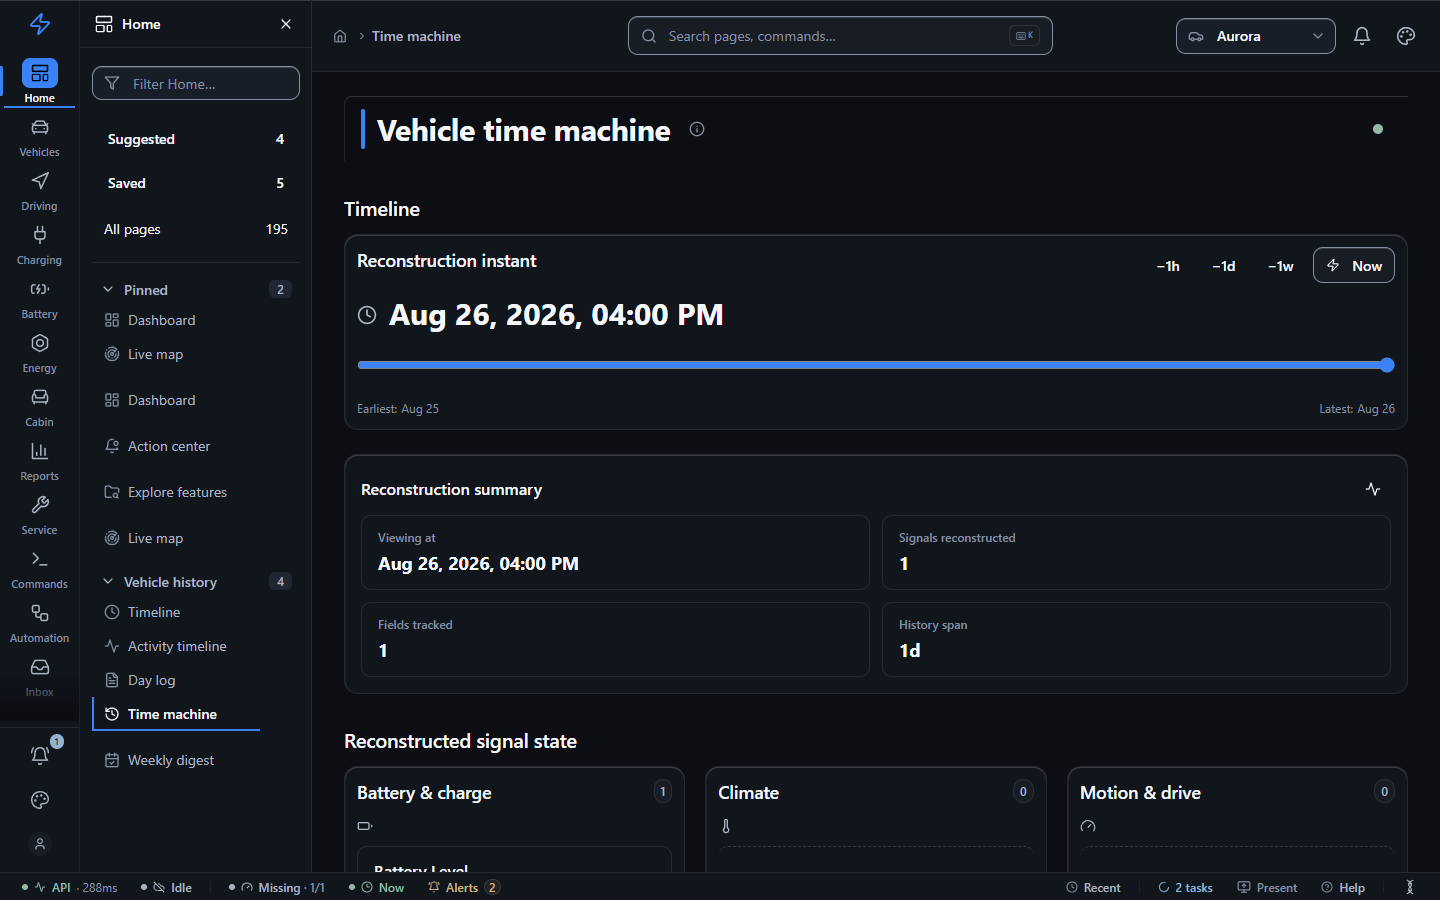 Home
Time machine
Search pages, commands...
K
Aurora
Home
Vehicles
Driving
Charging
Battery
Energy
Cabin
Reports
Service
Commands
Automation
Inbox
1
Filter Home...
Suggested 4
Saved 5
All pages 195
Pinned 2
Dashboard
Live map
Dashboard
Action center
Explore features
Live map
Vehicle history 4
Timeline
Activity timeline
Day log
Time machine
Weekly digest
Vehicle time machine
Timeline
Reconstruction instant
−1h −1d −1w Now
Aug 26, 2026, 04:00 PM
Earliest: Aug 25
Latest: Aug 26
Reconstruction summary
Viewing at
Aug 26, 2026, 04:00 PM
Signals reconstructed
1
Fields tracked
1
History span
1d
Reconstructed signal state
Battery & charge 1
Battery Level
Climate 0
Motion & drive 0
API · 288ms
Idle
Missing · 1/1
Now
Alerts 2
Recent
2 tasks
Present
Help